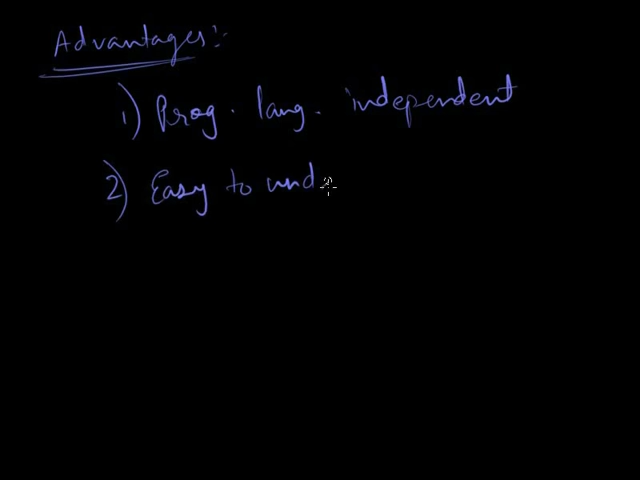 Advantages:-
1) Prog. lang. independent
2) Easy to und